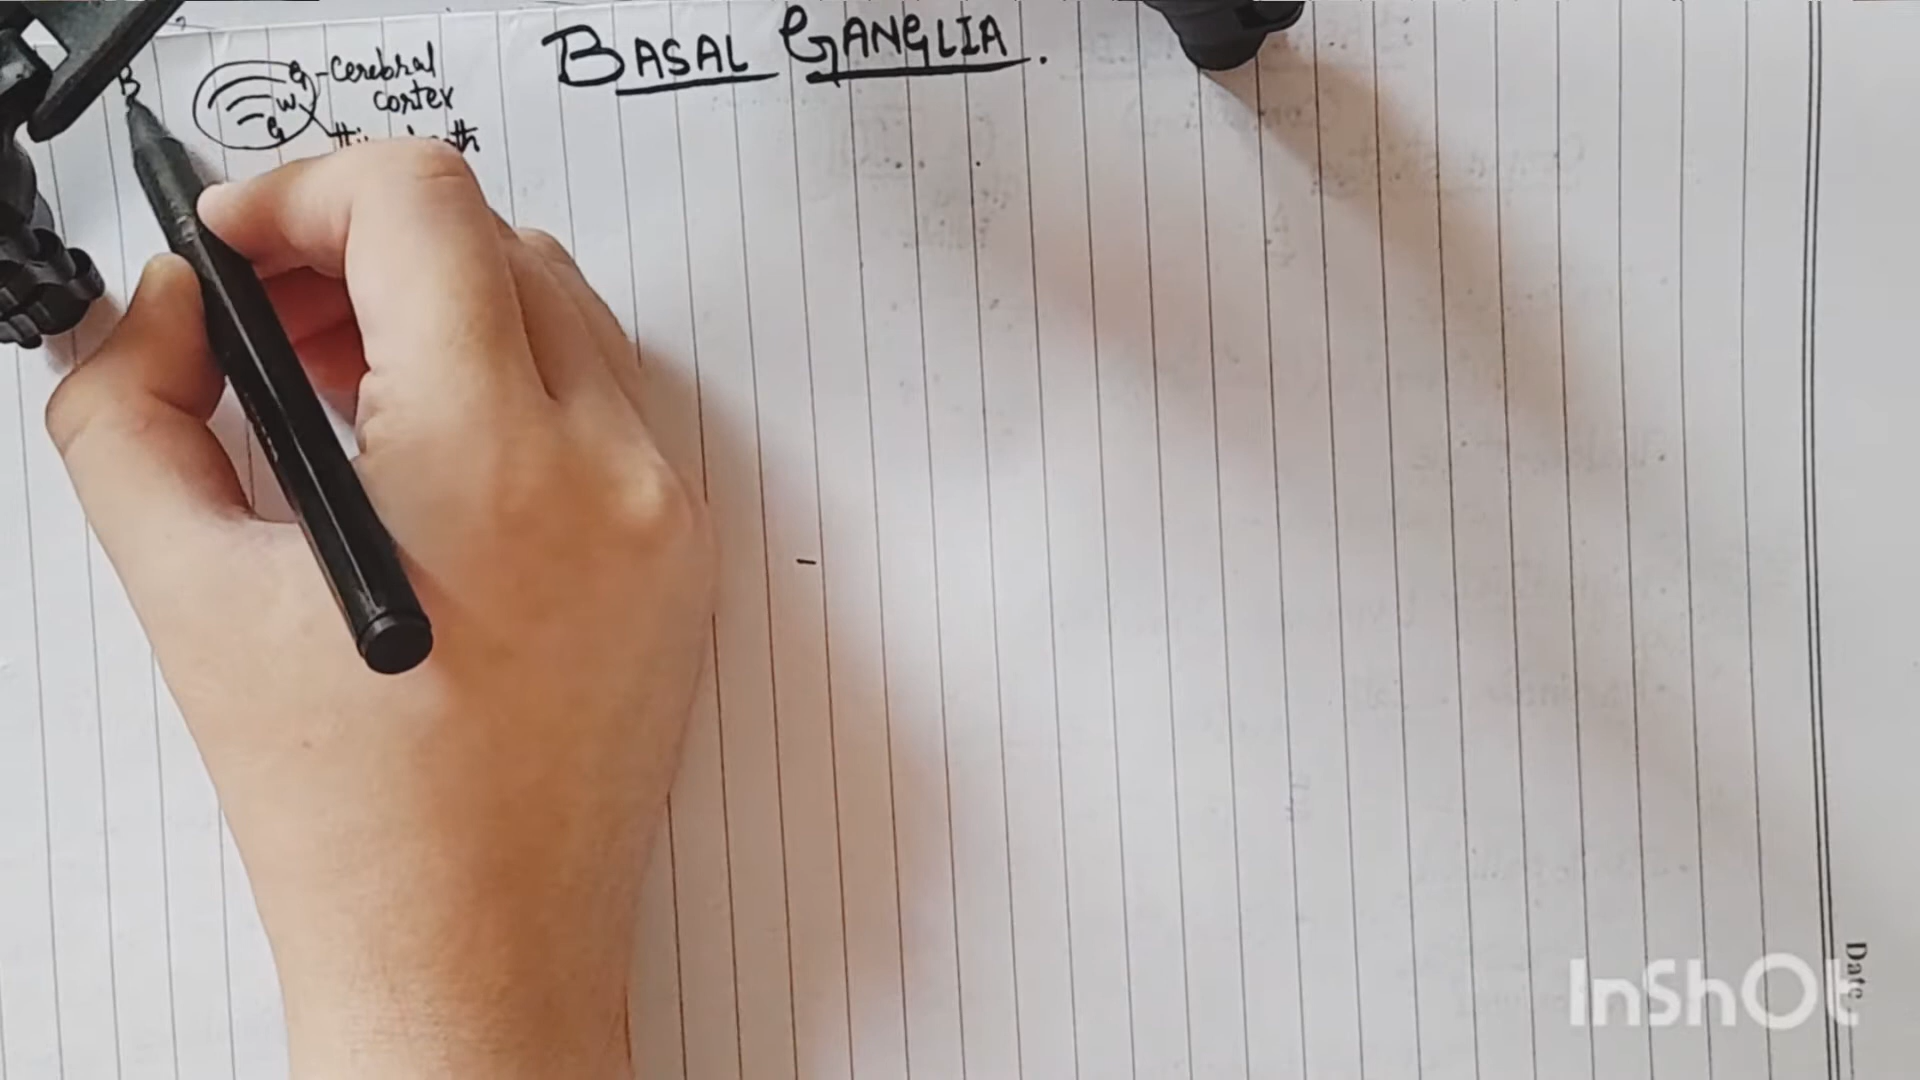 BASAL GANGLIA.
G - Cerebral
cortex
W
G
B
Date
InShOt